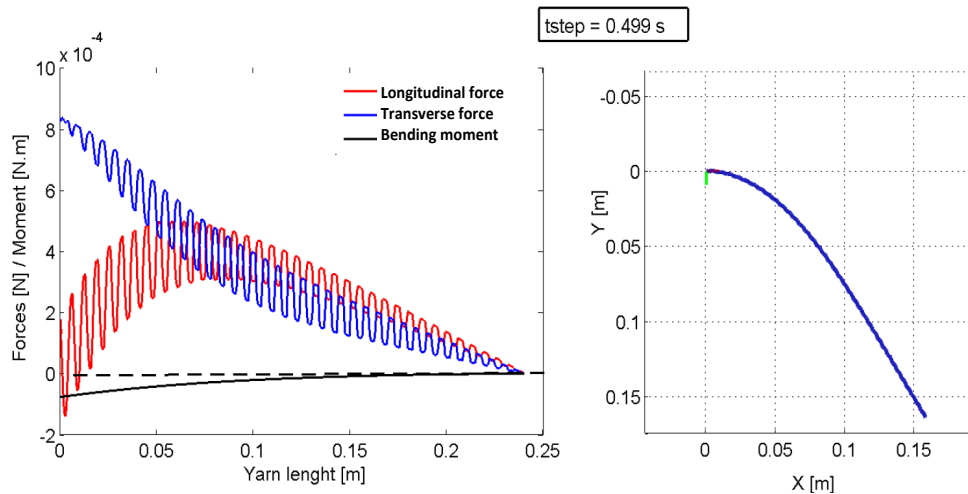 tstep = 0.499 s
x 10^-4
10
8
6
4
2
0
-2
Forces [N] / Moment [N.m]
0
0.05
0.1
0.15
0.2
0.25
Yarn lenght [m]
Longitudinal force
Transverse force
Bending moment
-0.05
0
0.05
0.1
0.15
Y [m]
0
0.05
0.1
0.15
X [m]